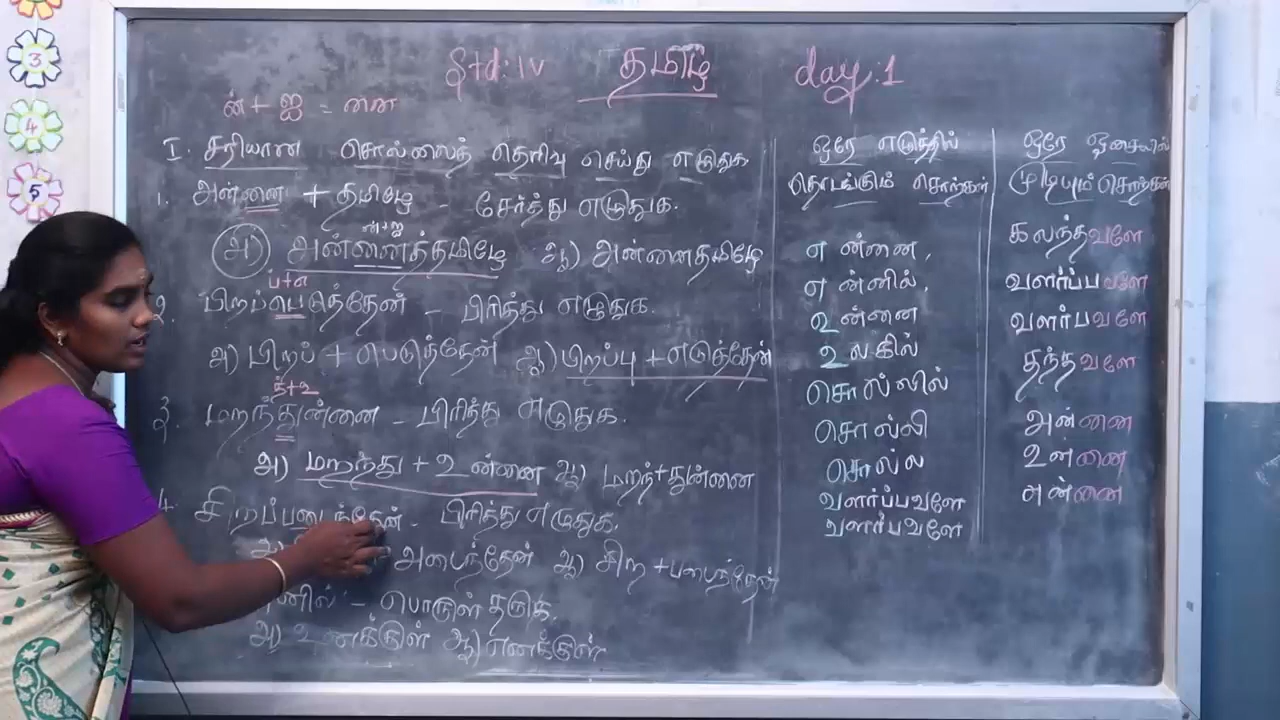 3
4
5
Std: IV தமிழ் day: 1
ன் + ஐ = னை
I. சரியான சொல்லைத் தெரிவு செய்து எழுதுக
1. அன்னை + தமிழே - சேர்த்து எழுதுக.
ன்+ஐ
அ) அன்னைத்தமிழே ஆ) அன்னைதமிழே
ப்+எ
2. பிறப்பெடுத்தேன் - பிரித்து எழுதுக.
அ) பிறப் + பெடுத்தேன் ஆ) பிறப்பு + எடுத்தேன்
த்+உ
3. மறந்துன்னை - பிரித்து எழுதுக.
அ) மறந்து + உன்னை ஆ) மறந்+துன்னை
4. சிறப்படைந்தேன் - பிரித்து எழுதுக.
அடைந்தேன் ஆ) சிற + படைந்தேன்
- பொருள் தருக.
அ) உனக்குள் ஆ) எனக்குள்
ஒரே எழுத்தில்
தொடங்கும் சொற்கள்
என்னை,
என்னில்,
உன்னை
உலகில்
சொல்லில்
சொல்லி
சொல்ல
வளர்ப்பவளே
வளர்பவளே
ஒரே ஓசையில்
முடியும் சொற்கள்
கலந்தவளே
வளர்ப்பவளே
வளர்பவளே
தந்தவளே
அன்னை
உன்னை
என்னை